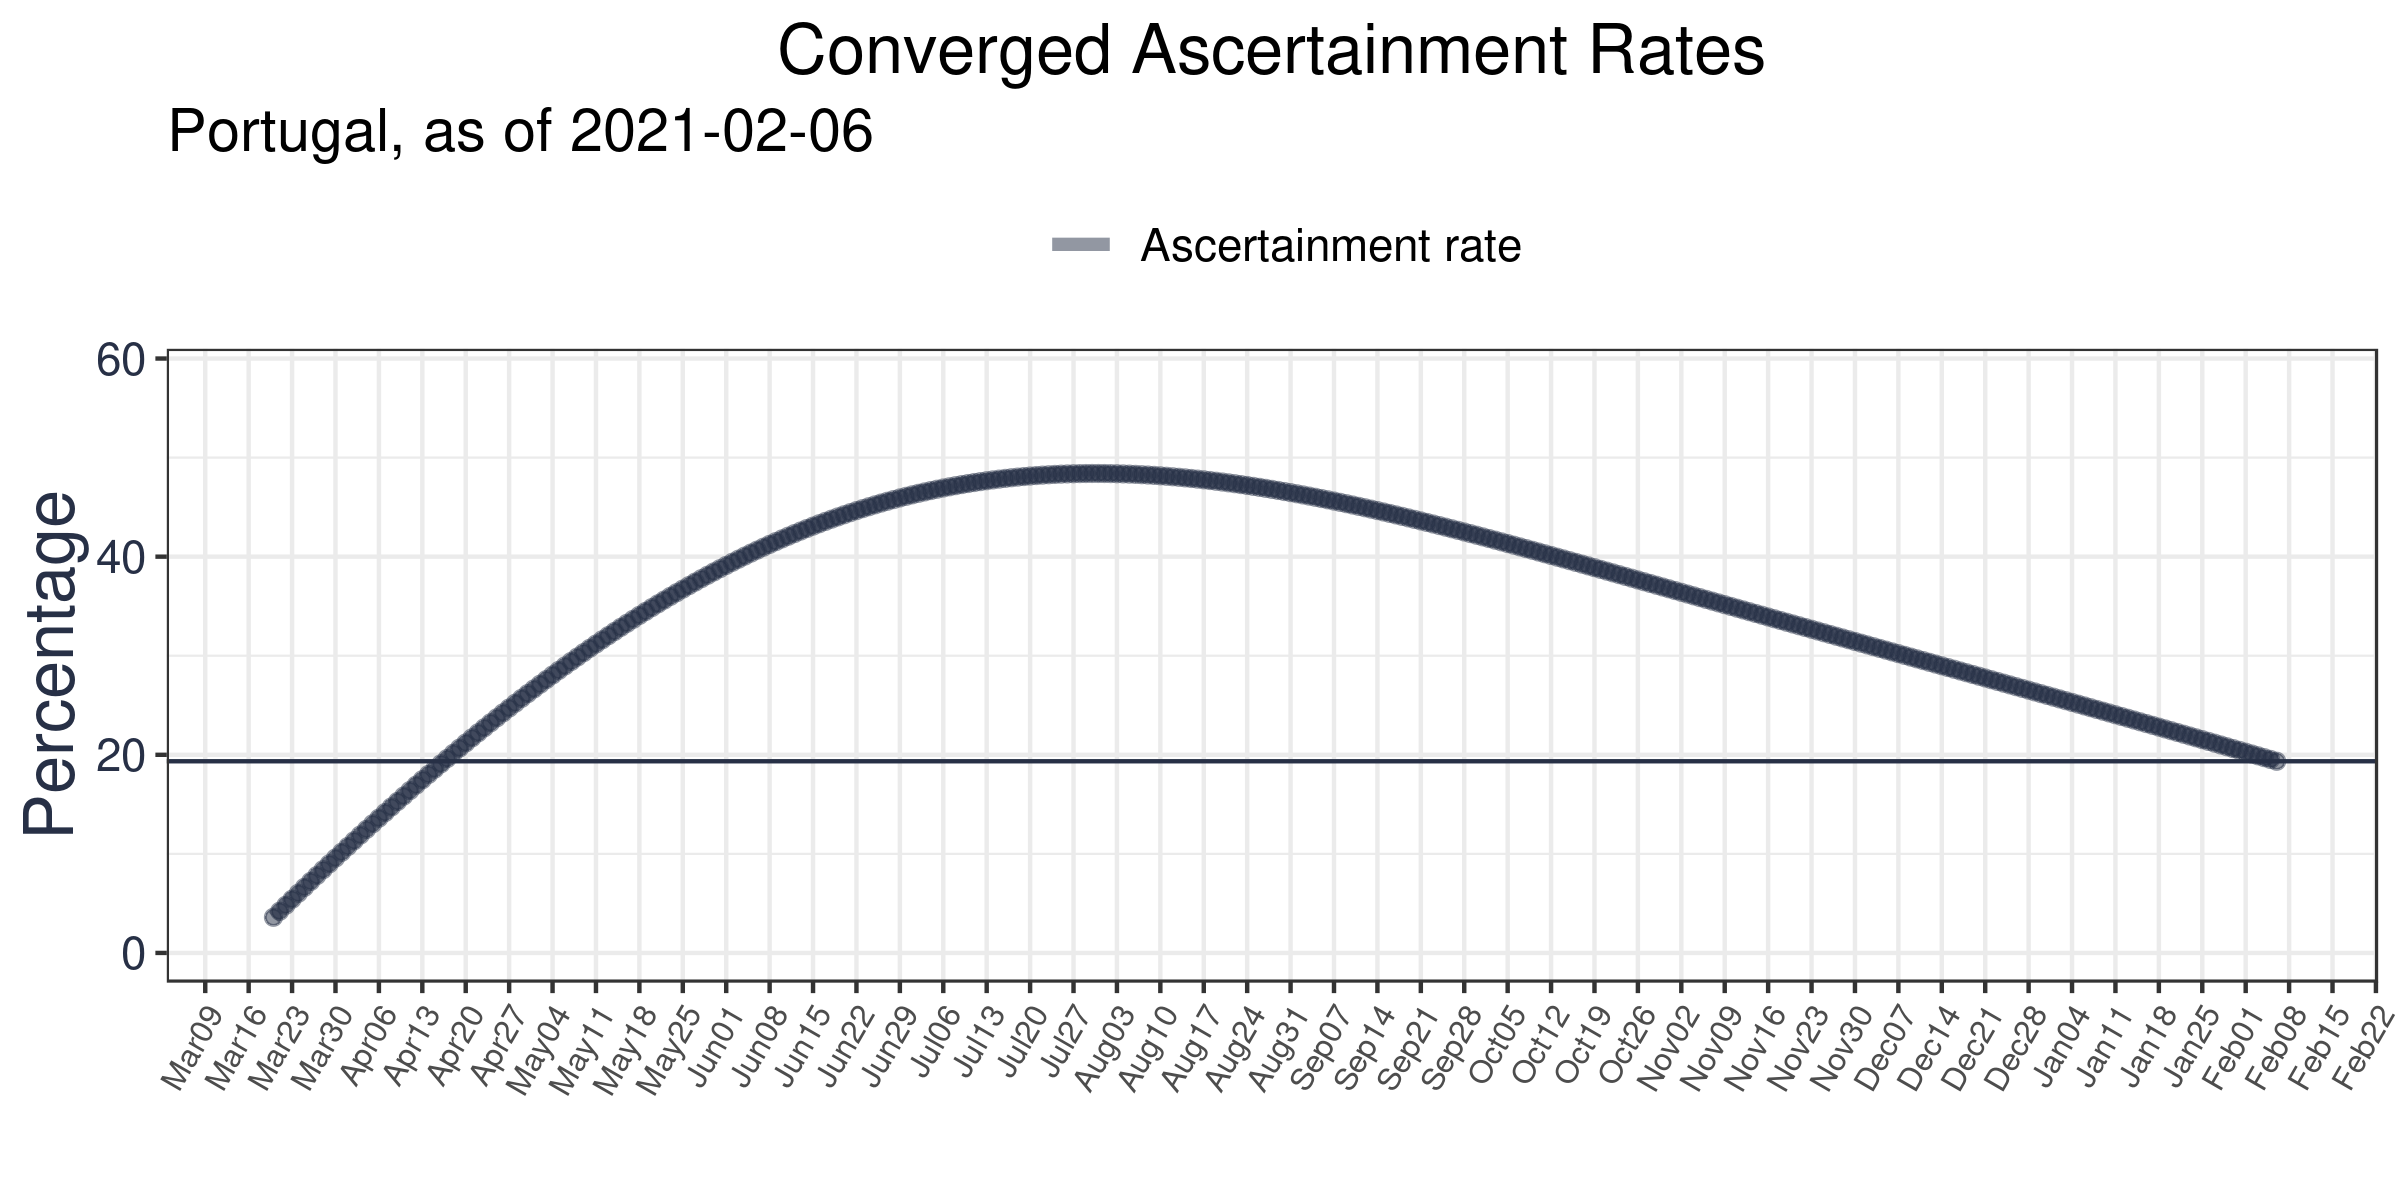 Converged Ascertainment Rates
Portugal, as of 2021-02-06
Ascertainment rate
Percentage
60
40
20
0
Mar09 Mar16 Mar23 Mar30 Apr06 Apr13 Apr20 Apr27 May04 May11 May18 May25 Jun01 Jun08 Jun15 Jun22 Jun29 Jul06 Jul13 Jul20 Jul27 Aug03 Aug10 Aug17 Aug24 Aug31 Sep07 Sep14 Sep21 Sep28 Oct05 Oct12 Oct19 Oct26 Nov02 Nov09 Nov16 Nov23 Nov30 Dec07 Dec14 Dec21 Dec28 Jan04 Jan11 Jan18 Jan25 Feb01 Feb08 Feb15 Feb22